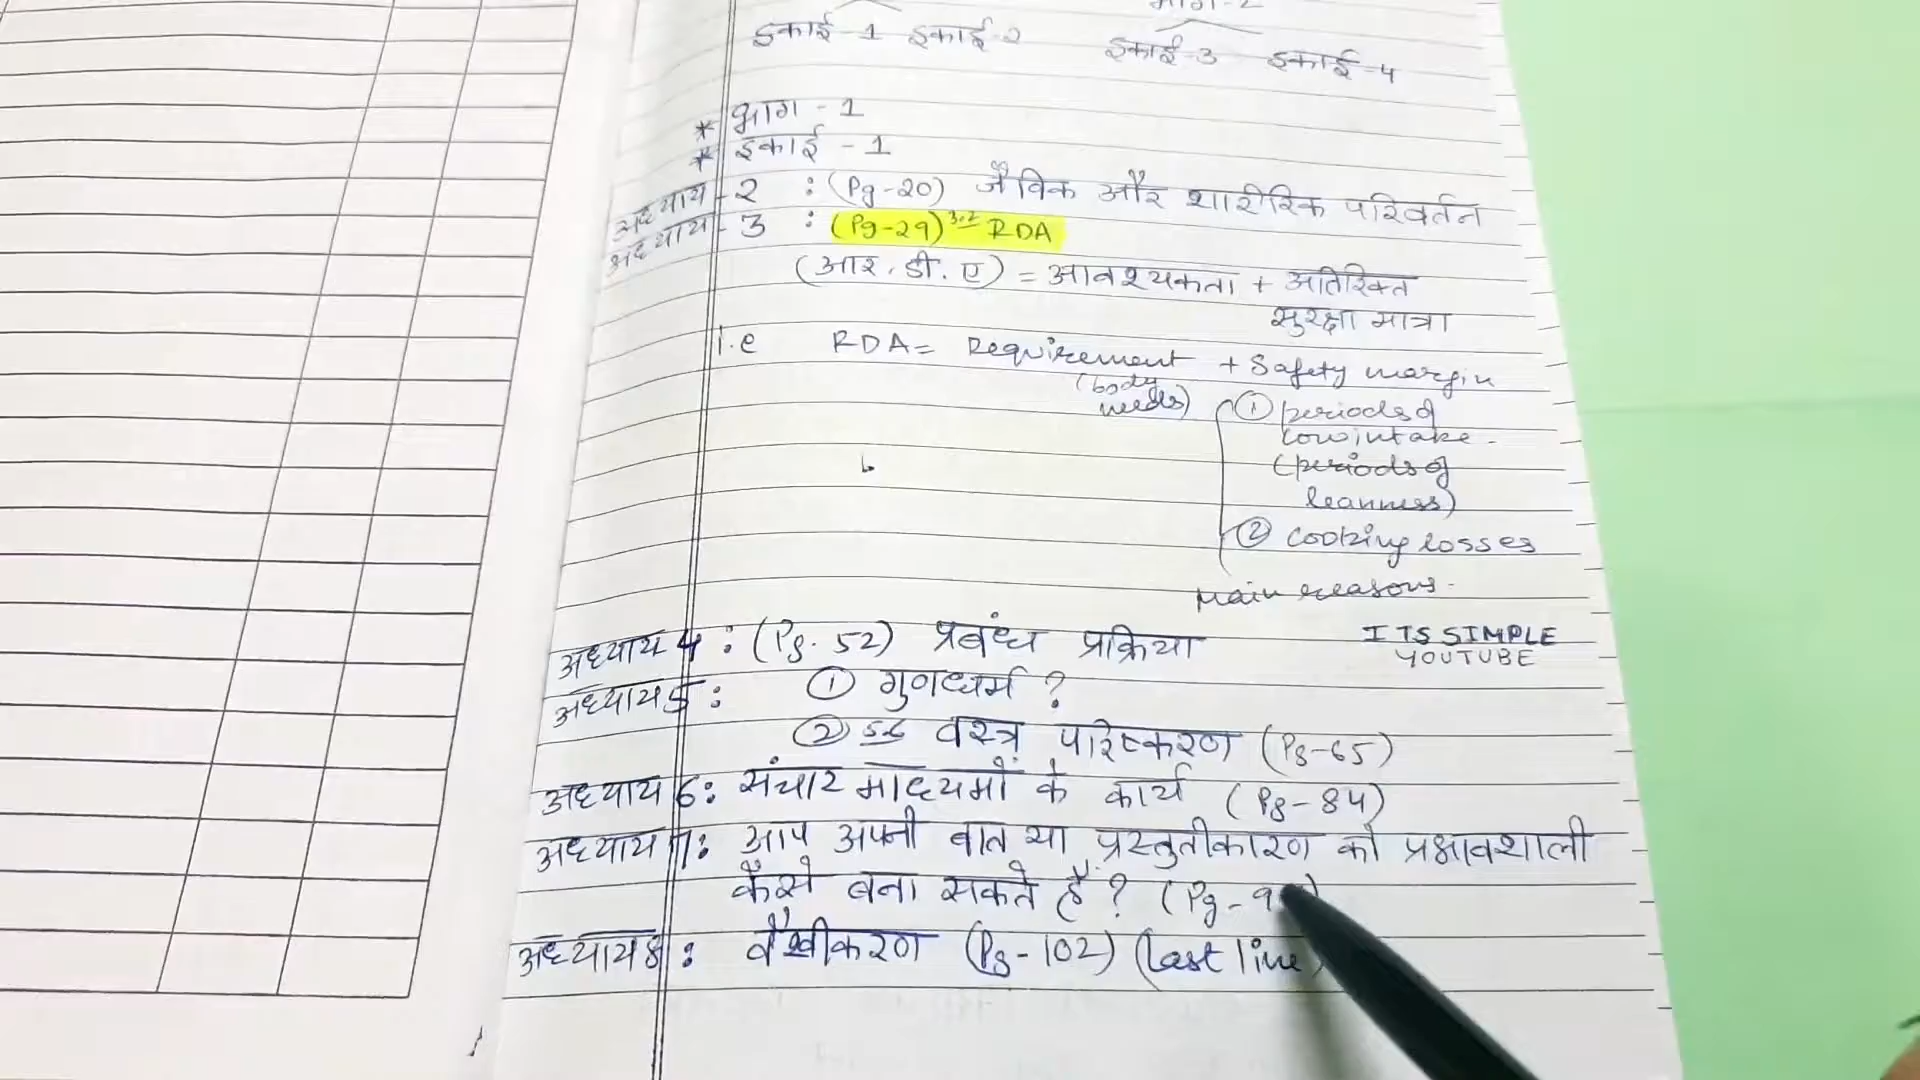 भाग-2
इकाई-1 इकाई-2 इकाई-3 इकाई-4
* भाग - 1
* इकाई - 1
अध्याय-2 : (Pg-20) जैविक और शारीरिक परिवर्तन
अध्याय-3 : (Pg-29) 3.2 RDA
(आर. डी. ए) = आवश्यकता + अतिरिक्त
सुरक्षा मात्रा
i.e RDA = Requirement + Safety margin
(body needs)
① periods of
low intake.
(periods of
leanness)
② cooking losses
Main reasons.
अध्याय 4 : (Pg. 52) प्रबंध प्रक्रिया
ITS SIMPLE
YOUTUBE
अध्याय 5 : ① गुणधर्म ?
② 5.6 वस्त्र परिष्करण (Pg-65)
अध्याय 6: संचार माध्यमों के कार्य (Pg-84)
अध्याय 7: आप अपनी बात या प्रस्तुतीकारण को प्रभावशाली
कैसे बना सकते हैं ? (Pg-
अध्याय 8 : वैश्वीकरण (Pg-102) (Last line)